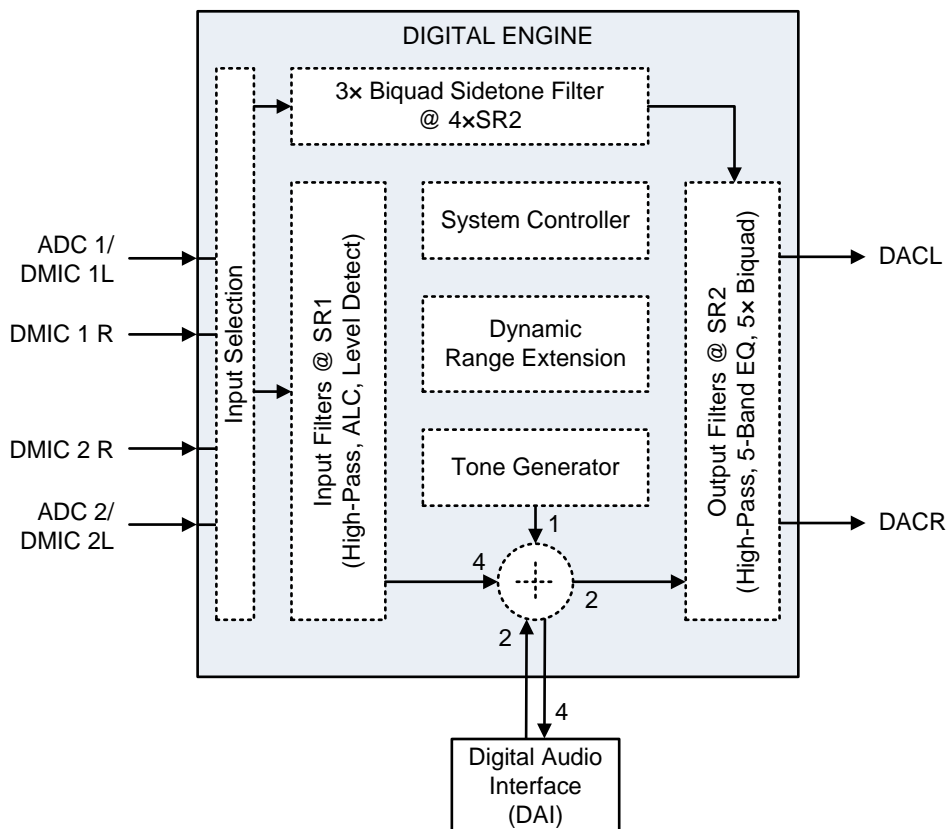 DIGITAL ENGINE
3× Biquad Sidetone Filter
@ 4×SR2
ADC 1/
DMIC 1L
DMIC 1 R
DMIC 2 R
ADC 2/
DMIC 2L
Input Selection
Input Filters @ SR1
(High-Pass, ALC, Level Detect)
System Controller
Dynamic
Range Extension
Tone Generator
1
4
2
2
4
Output Filters @ SR2
(High-Pass, 5-Band EQ, 5× Biquad)
DACL
DACR
Digital Audio
Interface
(DAI)